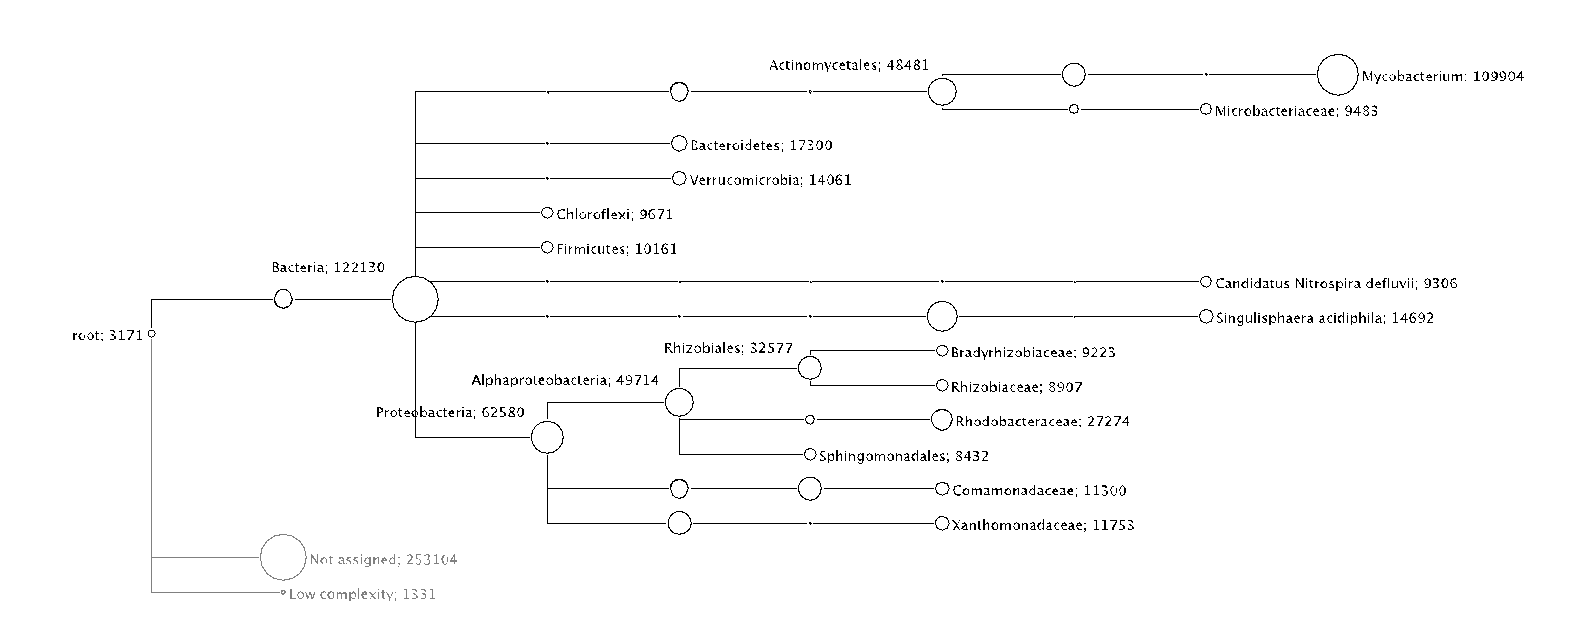 Actinomycetales; 48481
Mycobacterium; 109904
Microbacteriaceae; 9483
Bacteroidetes; 17300
Verrucomicrobia; 14061
Chloroflexi; 9671
Firmicutes; 10161
Bacteria; 122130
Candidatus Nitrospira defluvii; 9306
Singulisphaera acidiphila; 14692
root; 3171
Rhizobiales; 32577
Bradyrhizobiaceae; 9223
Alphaproteobacteria; 49714
Rhizobiaceae; 8907
Proteobacteria; 62580
Rhodobacteraceae; 27274
Sphingomonadales; 8432
Comamonadaceae; 11300
Xanthomonadaceae; 11753
Not assigned; 253104
Low complexity; 1331